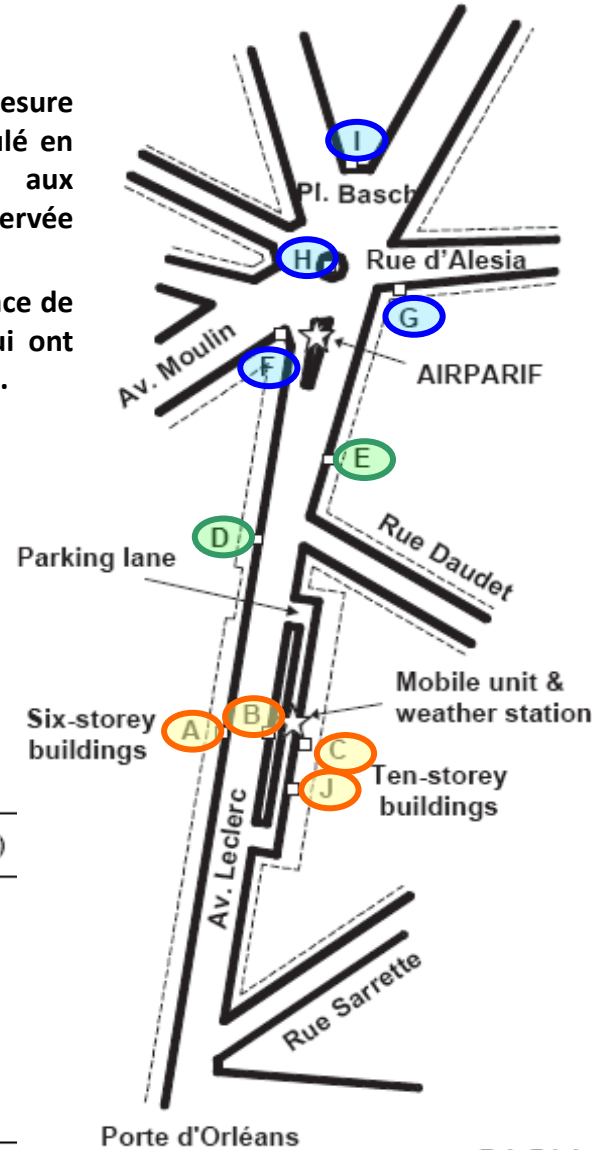 esure
ulé en
aux
ervée
nce de
ui ont
.
I
Pl. Basch
H
Rue d'Alesia
G
Av. Moulin
F
AIRPARIF
E
D
Rue Daudet
Parking lane
Mobile unit &
weather station
Six-storey
buildings
A
B
C
J
Ten-storey
buildings
)
Av. Leclerc
Rue Sarrette
Porte d'Orléans